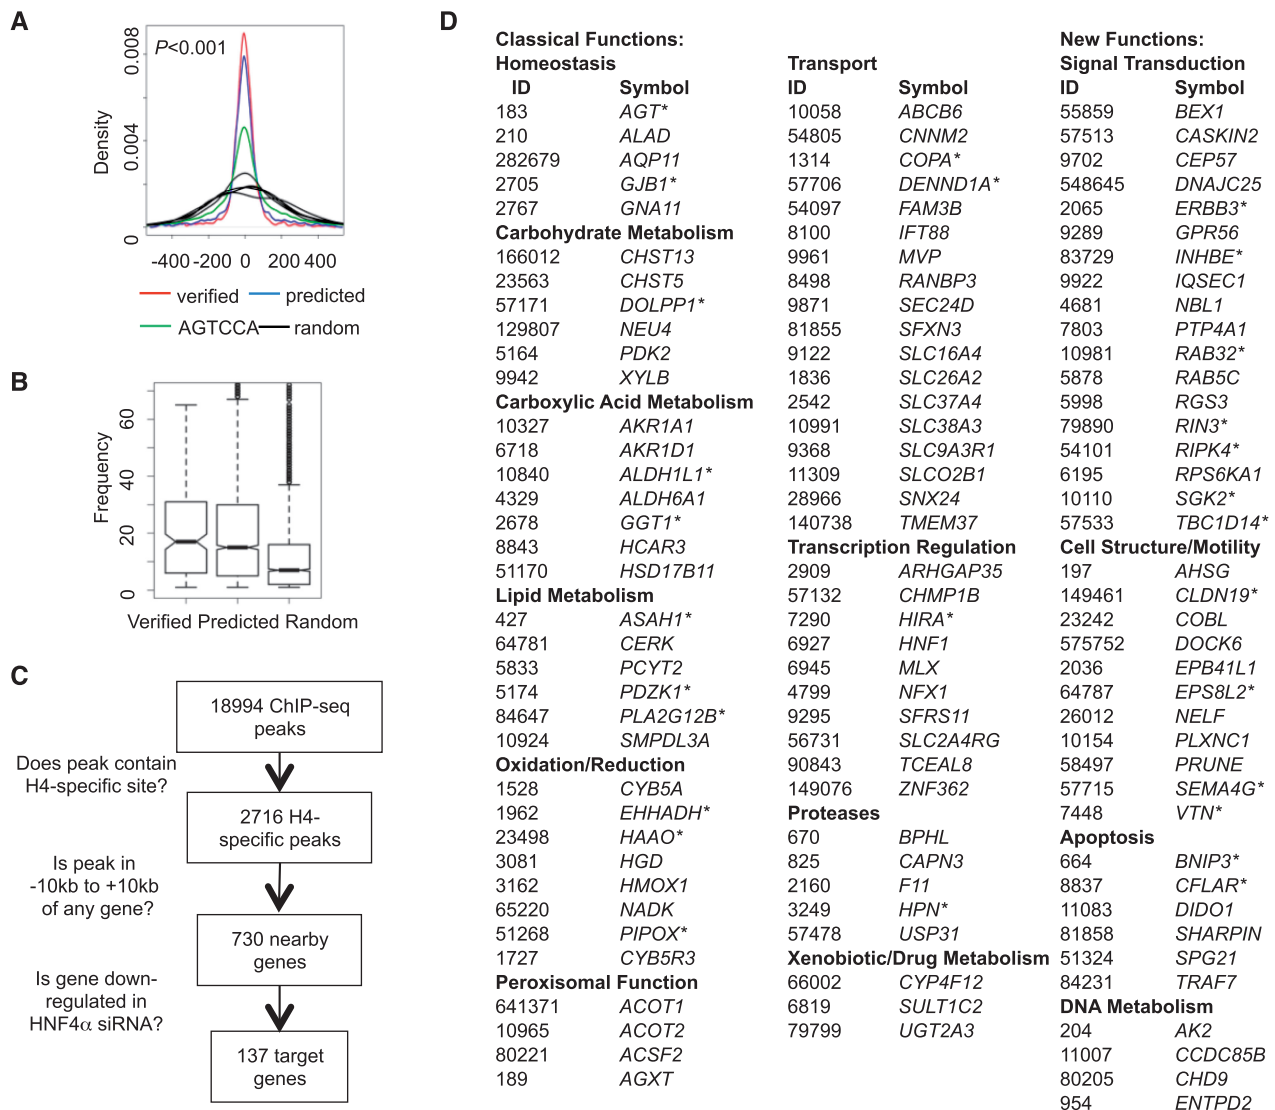 A
P<0.001
Density
0.008
0.004
0
-400 -200 0 200 400
verified predicted
AGTCCA random
B
Frequency
60
40
20
0
Verified Predicted Random
C
18994 ChIP-seq
peaks
Does peak contain
H4-specific site?
2716 H4-
specific peaks
Is peak in
-10kb to +10kb
of any gene?
730 nearby
genes
Is gene down-
regulated in
HNF4α siRNA?
137 target
genes
D
Classical Functions:
Homeostasis
ID Symbol
183 AGT*
210 ALAD
282679 AQP11
2705 GJB1*
2767 GNA11
Carbohydrate Metabolism
166012 CHST13
23563 CHST5
57171 DOLPP1*
129807 NEU4
5164 PDK2
9942 XYLB
Carboxylic Acid Metabolism
10327 AKR1A1
6718 AKR1D1
10840 ALDH1L1*
4329 ALDH6A1
2678 GGT1*
8843 HCAR3
51170 HSD17B11
Lipid Metabolism
427 ASAH1*
64781 CERK
5833 PCYT2
5174 PDZK1*
84647 PLA2G12B*
10924 SMPDL3A
Oxidation/Reduction
1528 CYB5A
1962 EHHADH*
23498 HAAO*
3081 HGD
3162 HMOX1
65220 NADK
51268 PIPOX*
1727 CYB5R3
Peroxisomal Function
641371 ACOT1
10965 ACOT2
80221 ACSF2
189 AGXT
Transport
ID Symbol
10058 ABCB6
54805 CNNM2
1314 COPA*
57706 DENND1A*
54097 FAM3B
8100 IFT88
9961 MVP
8498 RANBP3
9871 SEC24D
81855 SFXN3
9122 SLC16A4
1836 SLC26A2
2542 SLC37A4
10991 SLC38A3
9368 SLC9A3R1
11309 SLCO2B1
28966 SNX24
140738 TMEM37
Transcription Regulation
2909 ARHGAP35
57132 CHMP1B
7290 HIRA*
6927 HNF1
6945 MLX
4799 NFX1
9295 SFRS11
56731 SLC2A4RG
90843 TCEAL8
149076 ZNF362
Proteases
670 BPHL
825 CAPN3
2160 F11
3249 HPN*
57478 USP31
Xenobiotic/Drug Metabolism
66002 CYP4F12
6819 SULT1C2
79799 UGT2A3
New Functions:
Signal Transduction
ID Symbol
55859 BEX1
57513 CASKIN2
9702 CEP57
548645 DNAJC25
2065 ERBB3*
9289 GPR56
83729 INHBE*
9922 IQSEC1
4681 NBL1
7803 PTP4A1
10981 RAB32*
5878 RAB5C
5998 RGS3
79890 RIN3*
54101 RIPK4*
6195 RPS6KA1
10110 SGK2*
57533 TBC1D14*
Cell Structure/Motility
197 AHSG
149461 CLDN19*
23242 COBL
575752 DOCK6
2036 EPB41L1
64787 EPS8L2*
26012 NELF
10154 PLXNC1
58497 PRUNE
57715 SEMA4G*
7448 VTN*
Apoptosis
664 BNIP3*
8837 CFLAR*
11083 DIDO1
81858 SHARPIN
51324 SPG21
84231 TRAF7
DNA Metabolism
204 AK2
11007 CCDC85B
80205 CHD9
954 ENTPD2